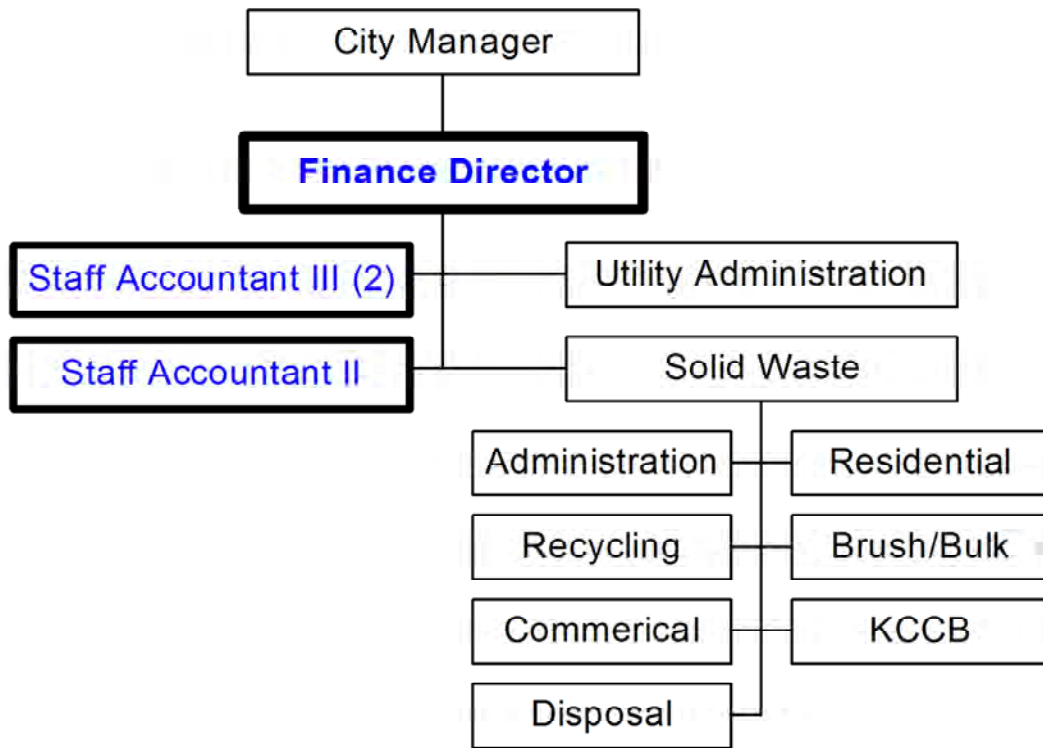 City Manager
Finance Director
Staff Accountant III (2)
Utility Administration
Staff Accountant II
Solid Waste
Administration
Residential
Recycling
Brush/Bulk
Commerical
KCCB
Disposal